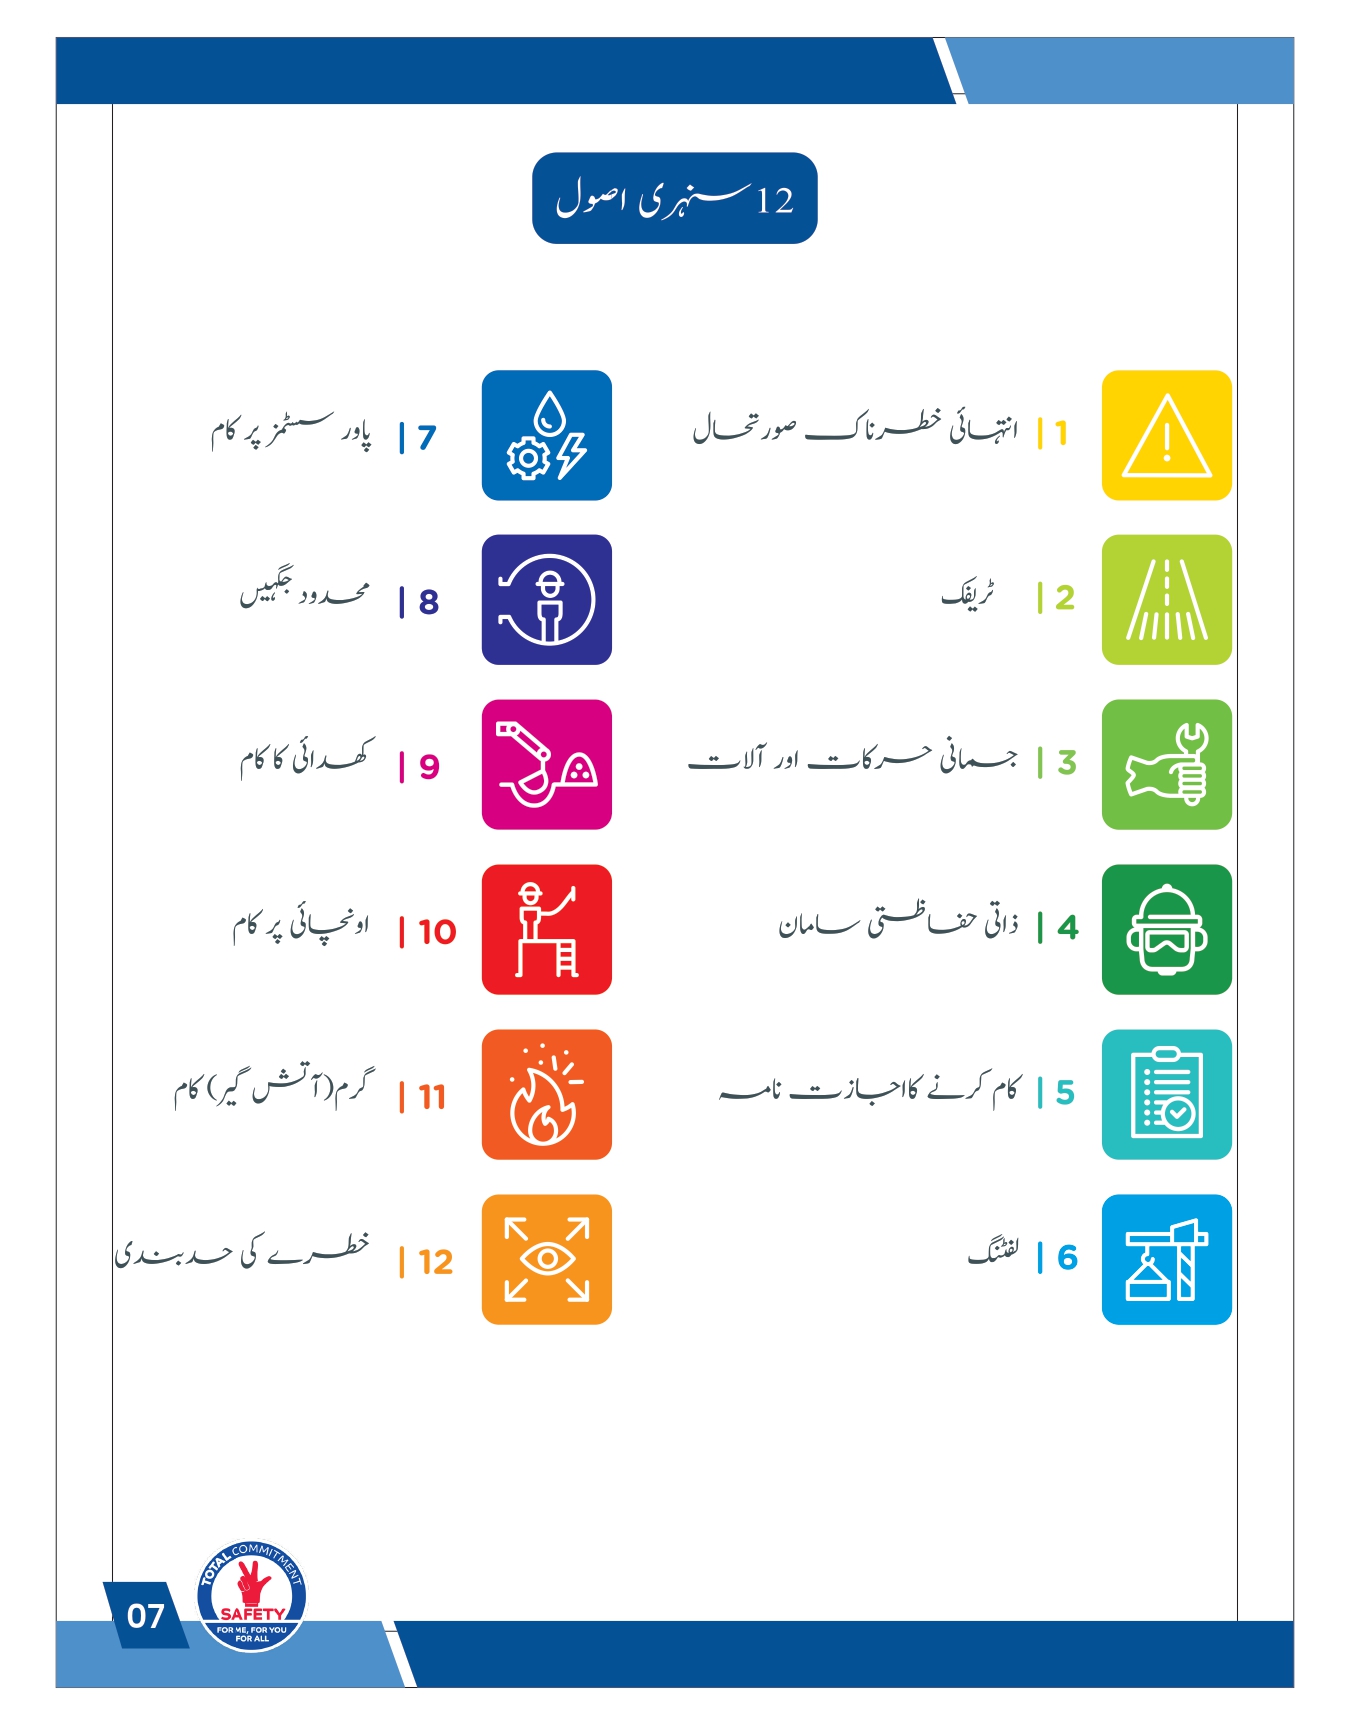 12 سنہری اصول
1 | انتہائی خطرناک صورتحال
2 | ٹریفک
3 | جسمانی حرکات اور آلات
4 | ذاتی حفاظتی سامان
5 | کام کرنے کا اجازت نامہ
6 | لفٹنگ
7 | پاور سسٹمز پر کام
8 | محدود جگہیں
9 | کھدائی کا کام
10 | اونچائی پر کام
11 | گرم (آتش گیر) کام
12 | خطرے کی حد بندی
TOTAL COMMITMENT
SAFETY
FOR ME, FOR YOU
FOR ALL
07